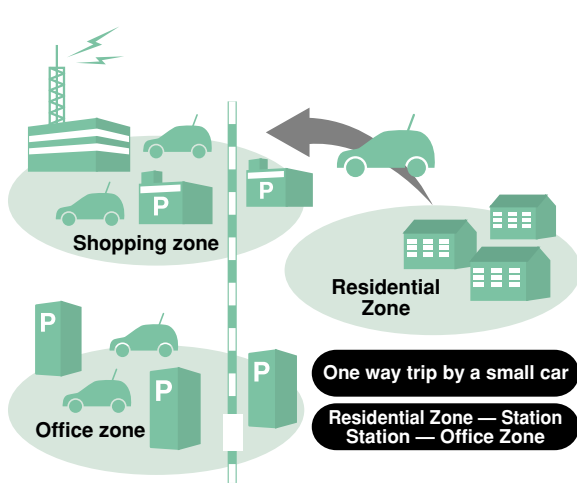 P
P
Shopping zone
Residential
Zone
P
P
P
Office zone
One way trip by a small car
Residential Zone — Station
Station — Office Zone